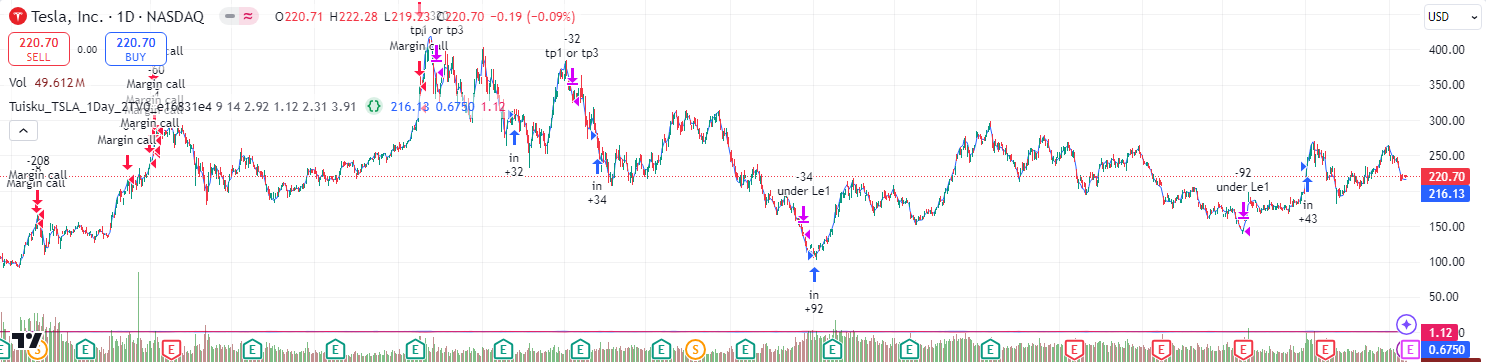 Tesla, Inc. · 1D · NASDAQ O220.71 H222.28 L219.23 C220.70 −0.19 (−0.09%)
USD
220.70
SELL
0.00
220.70
BUY
Vol 49.612M
Tuisku_TSLA_1Day_2TV0_e16831e4 9 14 2.92 1.12 2.31 3.91 {} 216.13 0.6750 1.12
-208
Margin call
Margin call
-60
Margin call
Margin call
Margin call
Margin call
tp1 or tp3
Margin call
in
+32
-32
tp1 or tp3
in
+34
-34
under Le1
in
+92
-92
under Le1
in
+43
400.00
350.00
300.00
250.00
220.70
216.13
150.00
100.00
50.00
1.12
0.6750
E
S
E
E
E
E
E
E
E
E
S
E
E
E
E
E
E
E
E
E